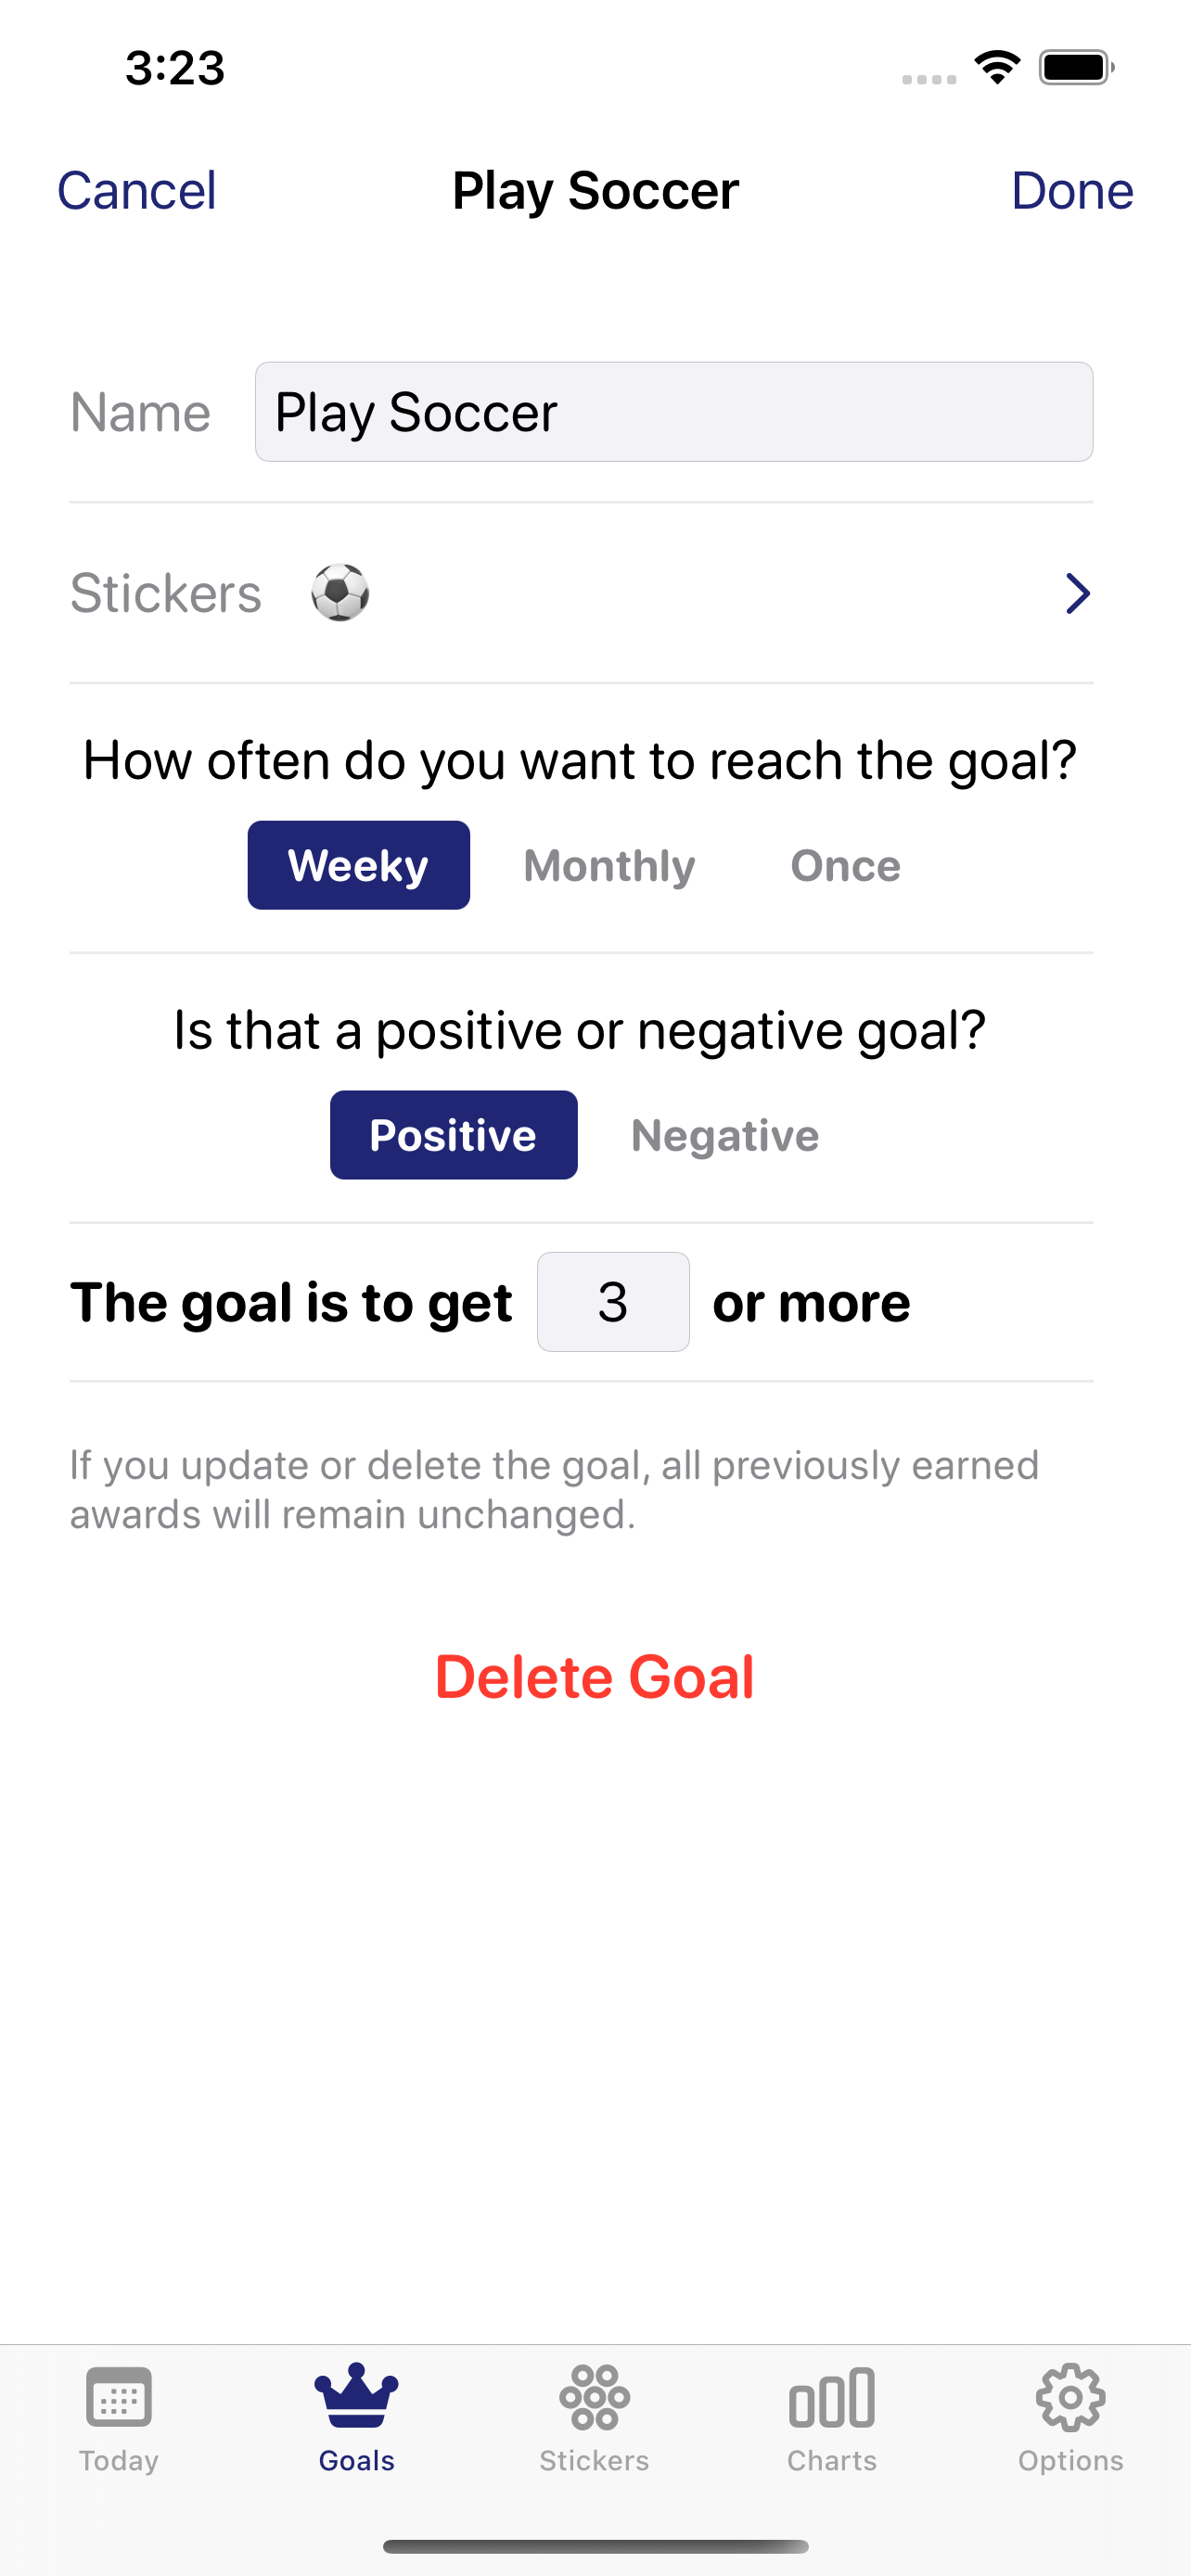 3:23
Cancel Play Soccer Done
Name Play Soccer
Stickers
How often do you want to reach the goal?
Weeky Monthly Once
Is that a positive or negative goal?
Positive Negative
The goal is to get 3 or more
If you update or delete the goal, all previously earned
awards will remain unchanged.
Delete Goal
Today Goals Stickers Charts Options